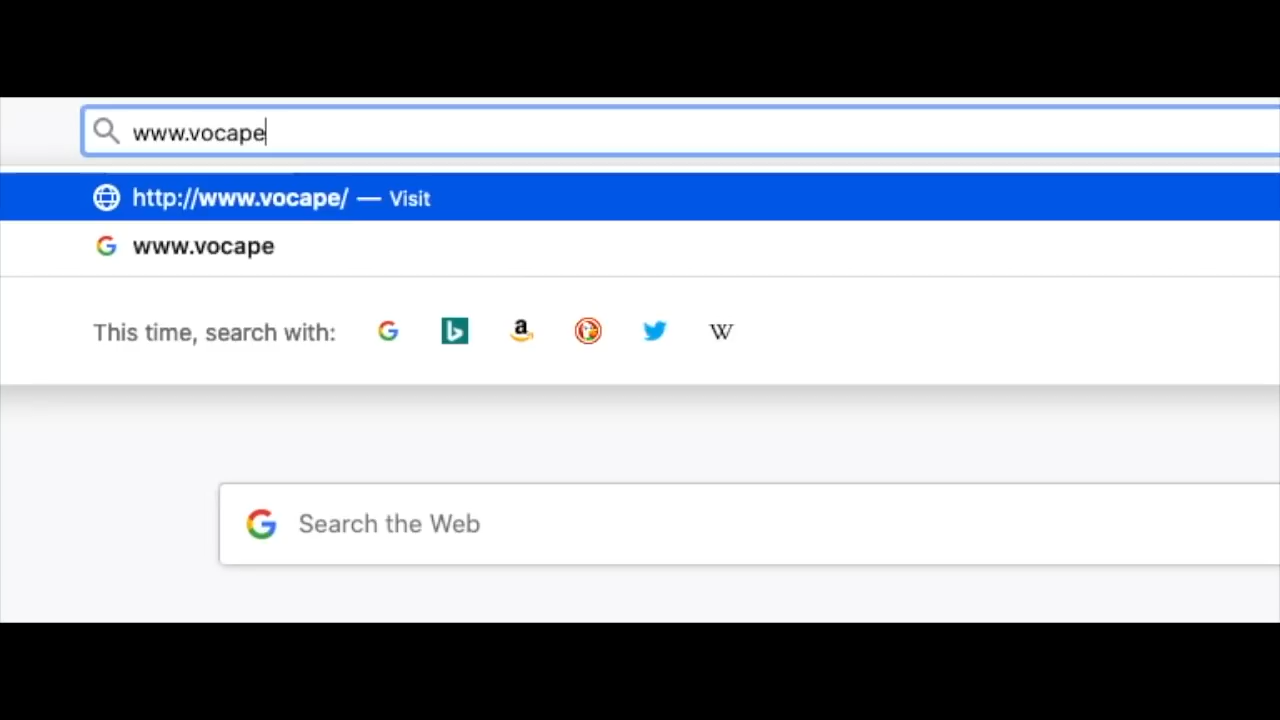 www.vocape
http://www.vocape/ — Visit
www.vocape
This time, search with:
Search the Web